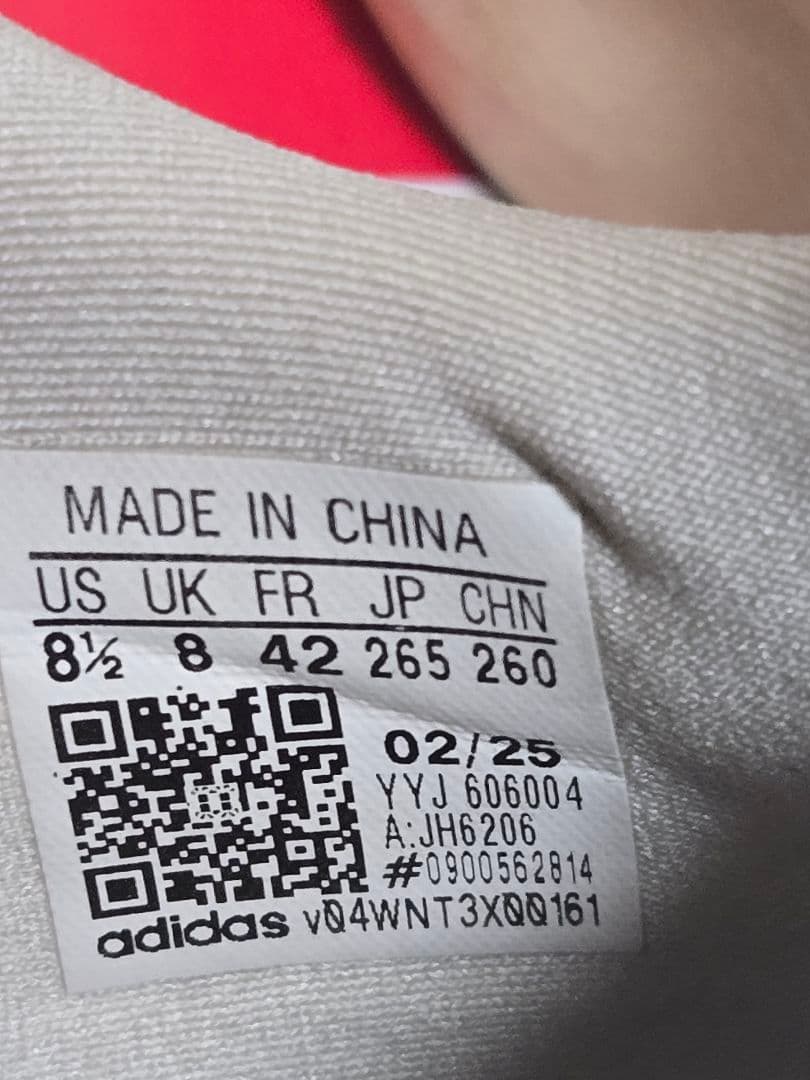 MADE IN CHINA
US UK FR JP CHN
8½ 8 42 265 260
02/25
YYJ 606004
A:JH6206
#0900562814
adidas v04WNT3X00161